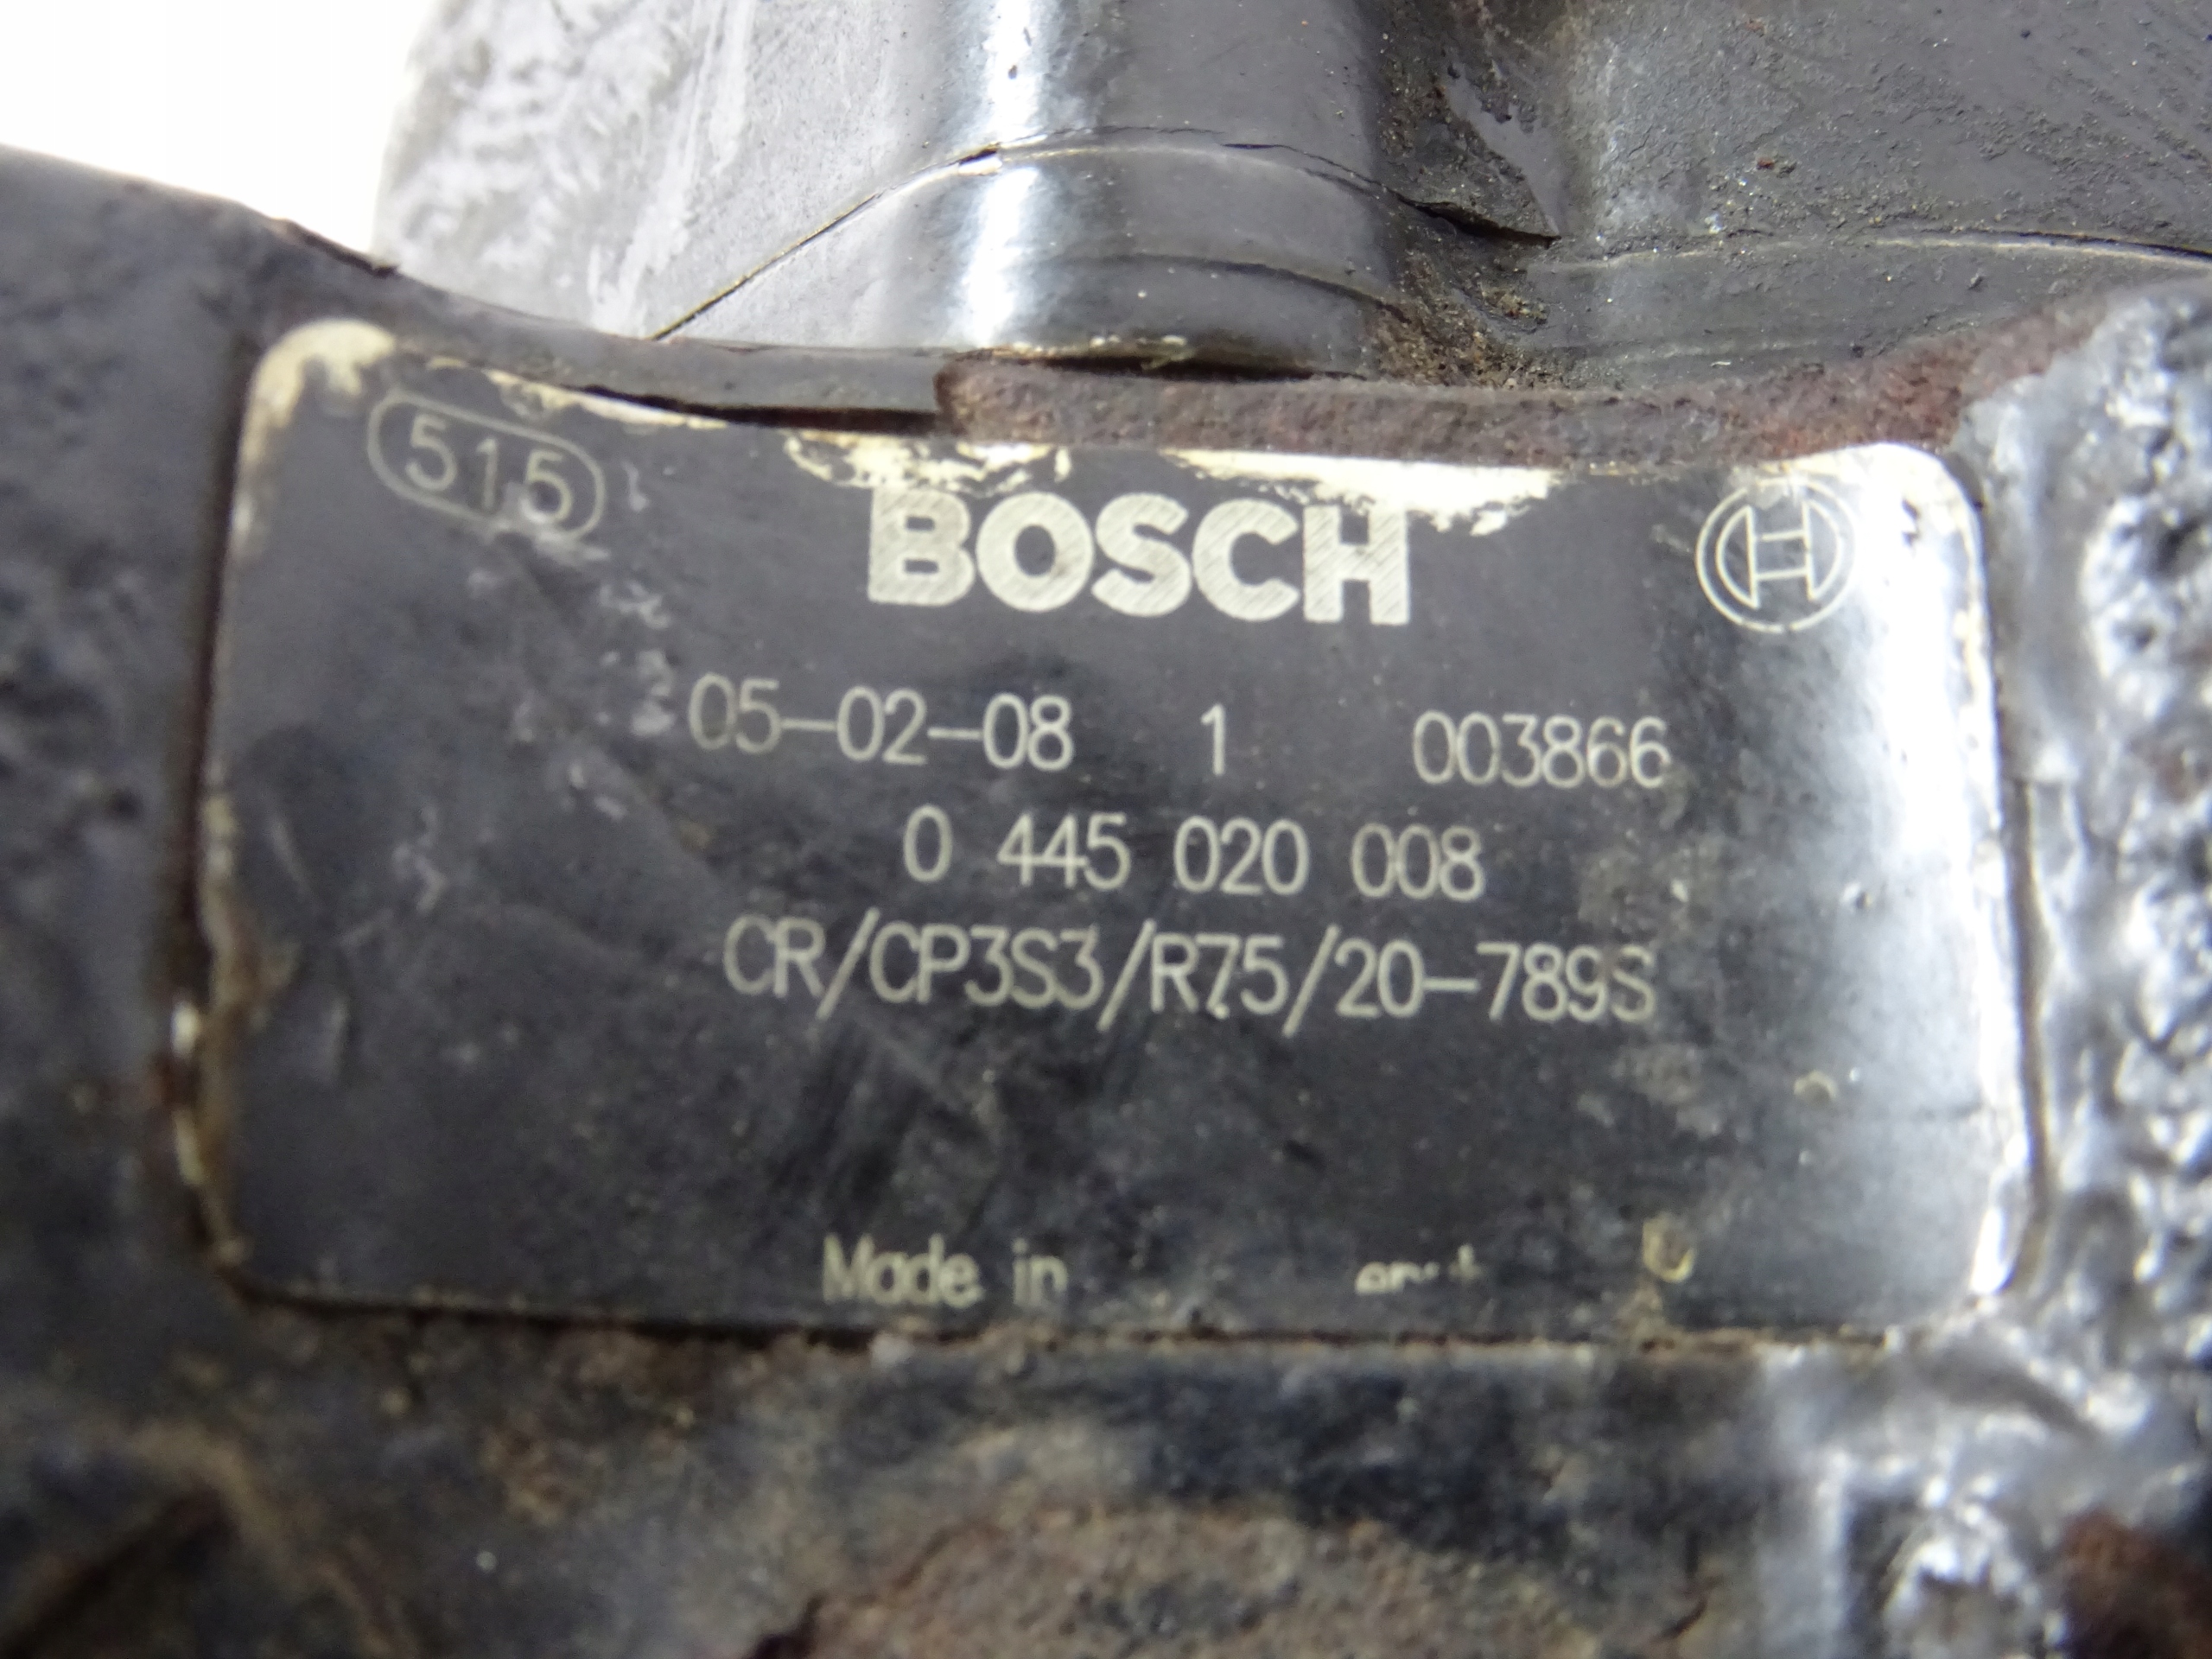 515
BOSCH
05-02-08 1 003866
0 445 020 008
CR/CP3S3/R75/20-789S
Made in